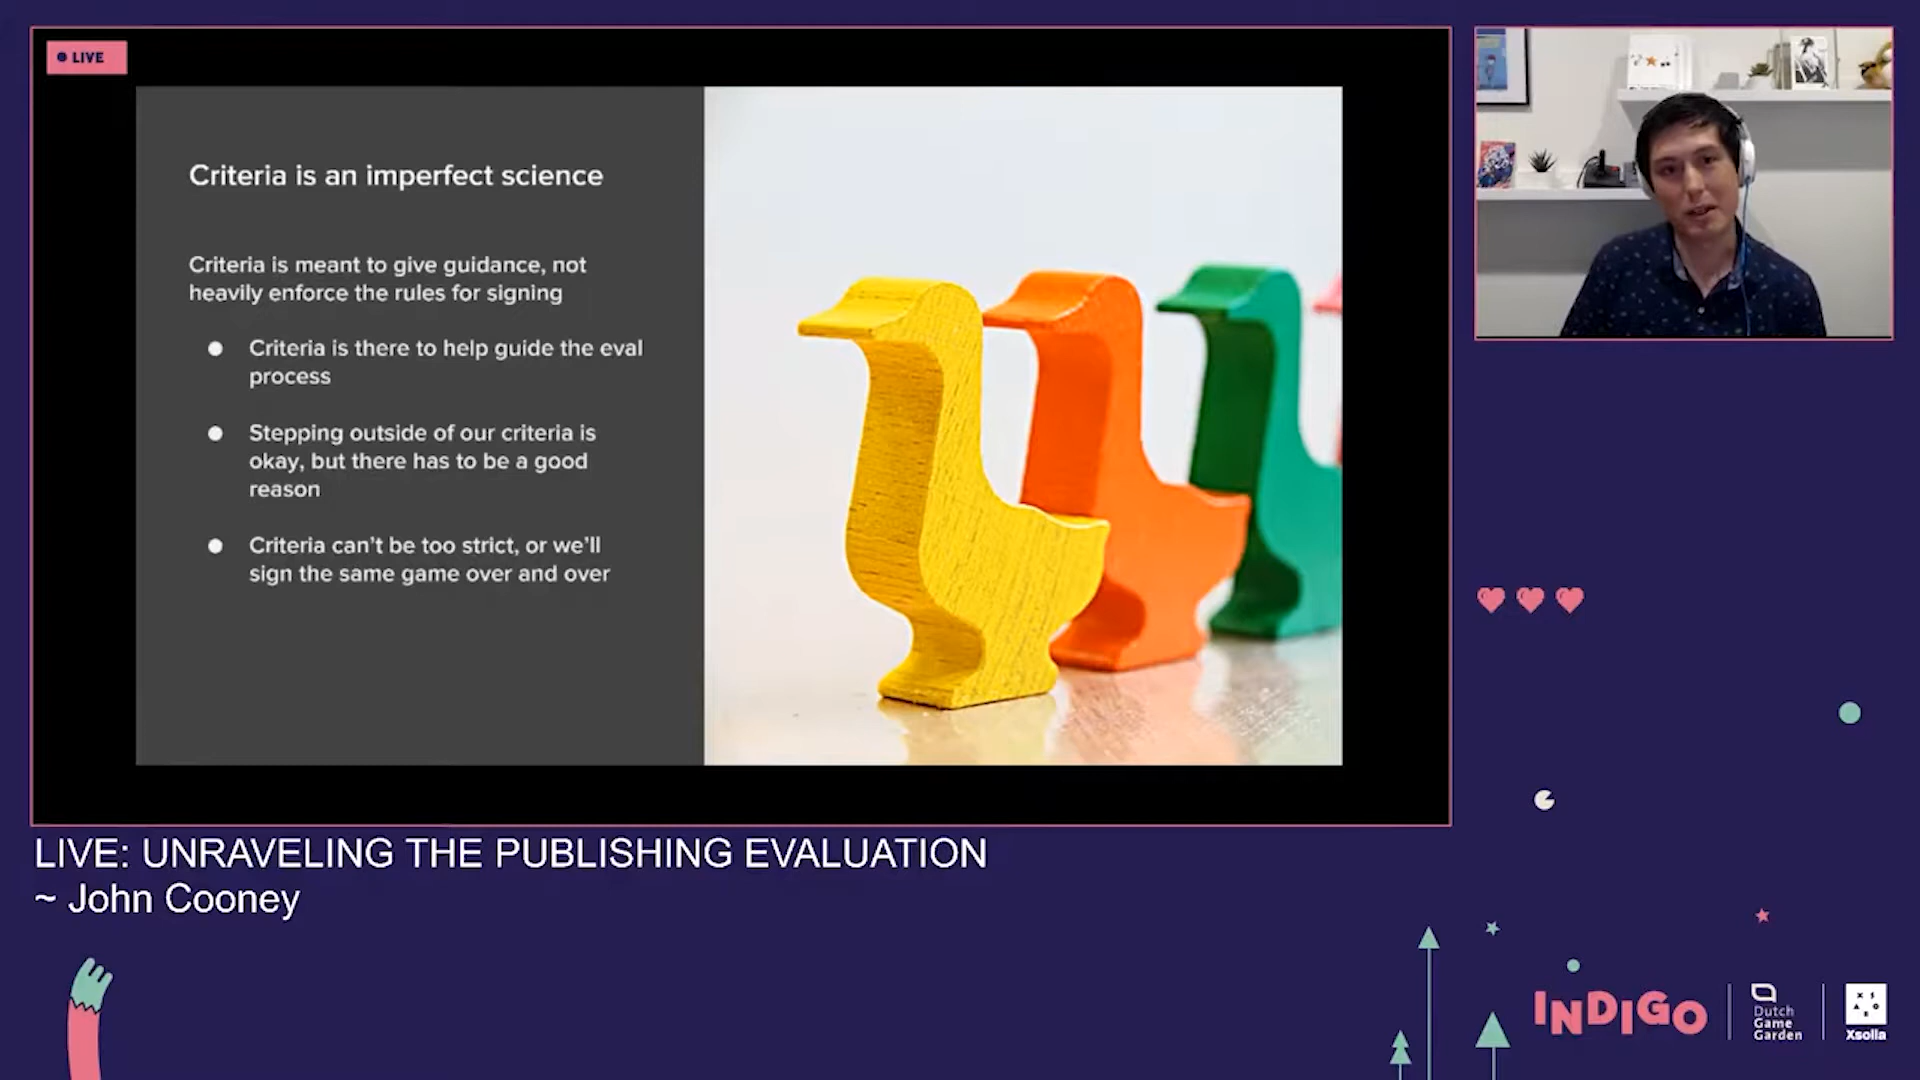 LIVE
Criteria is an imperfect science
Criteria is meant to give guidance, not
heavily enforce the rules for signing
Criteria is there to help guide the eval
process
Stepping outside of our criteria is
okay, but there has to be a good
reason
Criteria can't be too strict, or we'll
sign the same game over and over
LIVE: UNRAVELING THE PUBLISHING EVALUATION
~ John Cooney
INDIGO
Dutch
Game
Garden
Xsolla